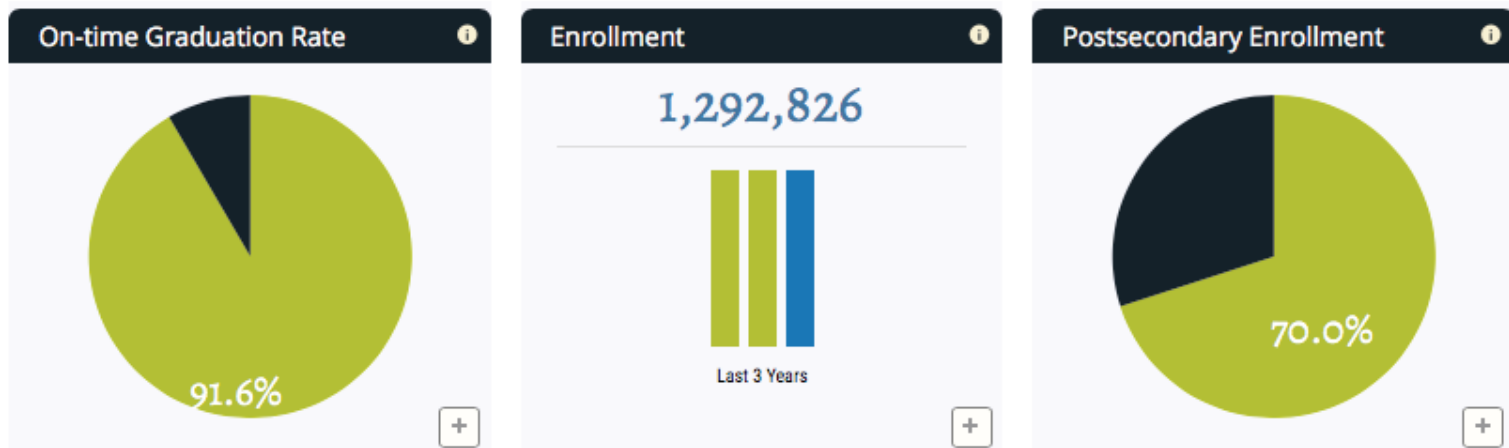 On-time Graduation Rate
91.6%
Enrollment
1,292,826
Last 3 Years
Postsecondary Enrollment
70.0%